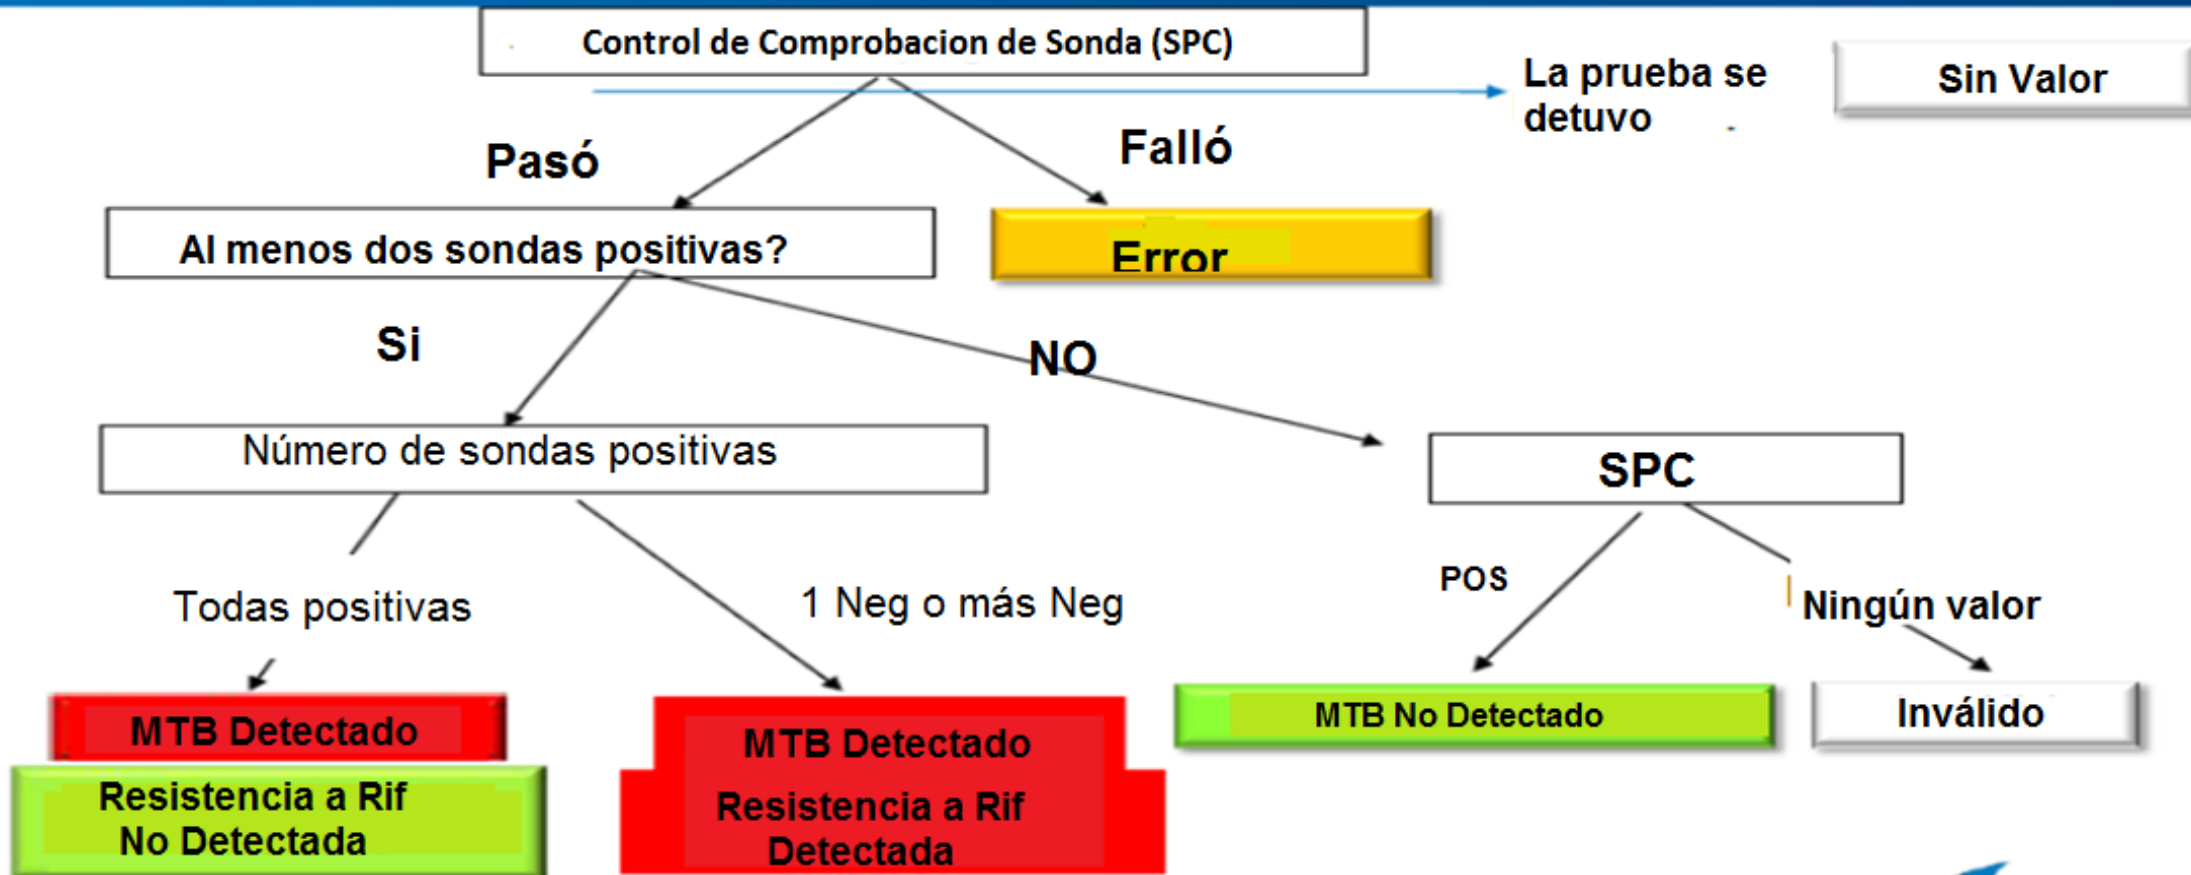 Control de Comprobacion de Sonda (SPC)
La prueba se
detuvo
Sin Valor
Pasó
Falló
Al menos dos sondas positivas?
Error
Si
NO
Número de sondas positivas
SPC
Todas positivas
1 Neg o más Neg
POS
Ningún valor
MTB Detectado
Resistencia a Rif
No Detectada
MTB Detectado
Resistencia a Rif
Detectada
MTB No Detectado
Inválido